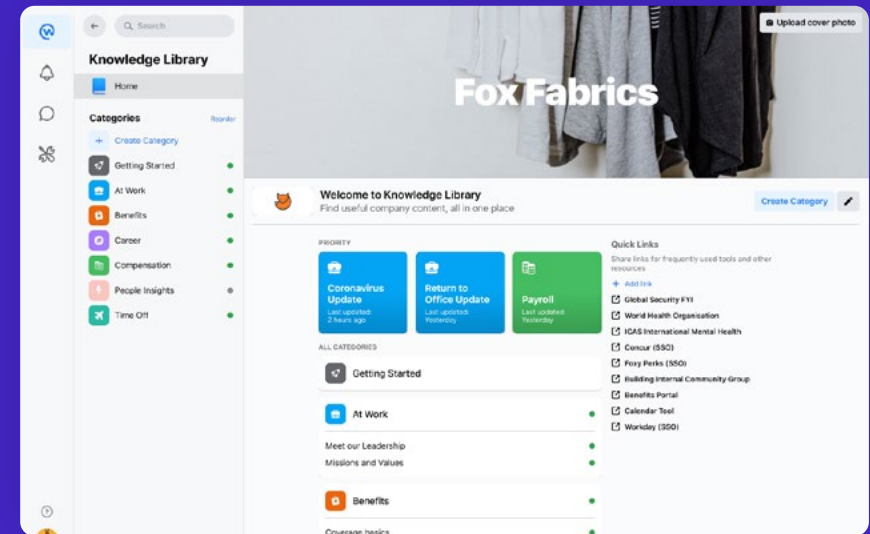 Search
Upload cover photo
Knowledge Library
Home
Categories
Reorder
Create Category
Getting Started
At Work
Benefits
Career
Compensation
People Insights
Time Off
Fox Fabrics
Welcome to Knowledge Library
Find useful company content, all in one place
Create Category
PRIORITY
Coronavirus
Update
Last updated:
2 hours ago
Return to
Office Update
Last updated:
Yesterday
Payroll
Last updated:
Yesterday
ALL CATEGORIES
Getting Started
At Work
Meet our Leadership
Missions and Values
Benefits
Coverage basics
Quick Links
Share links for frequently used tools and other
resources
Add link
Global Security FYI
World Health Organisation
ICAS International Mental Health
Concur (SSO)
Foxy Perks (SSO)
Building Internal Community Group
Benefits Portal
Calendar Tool
Workday (SSO)